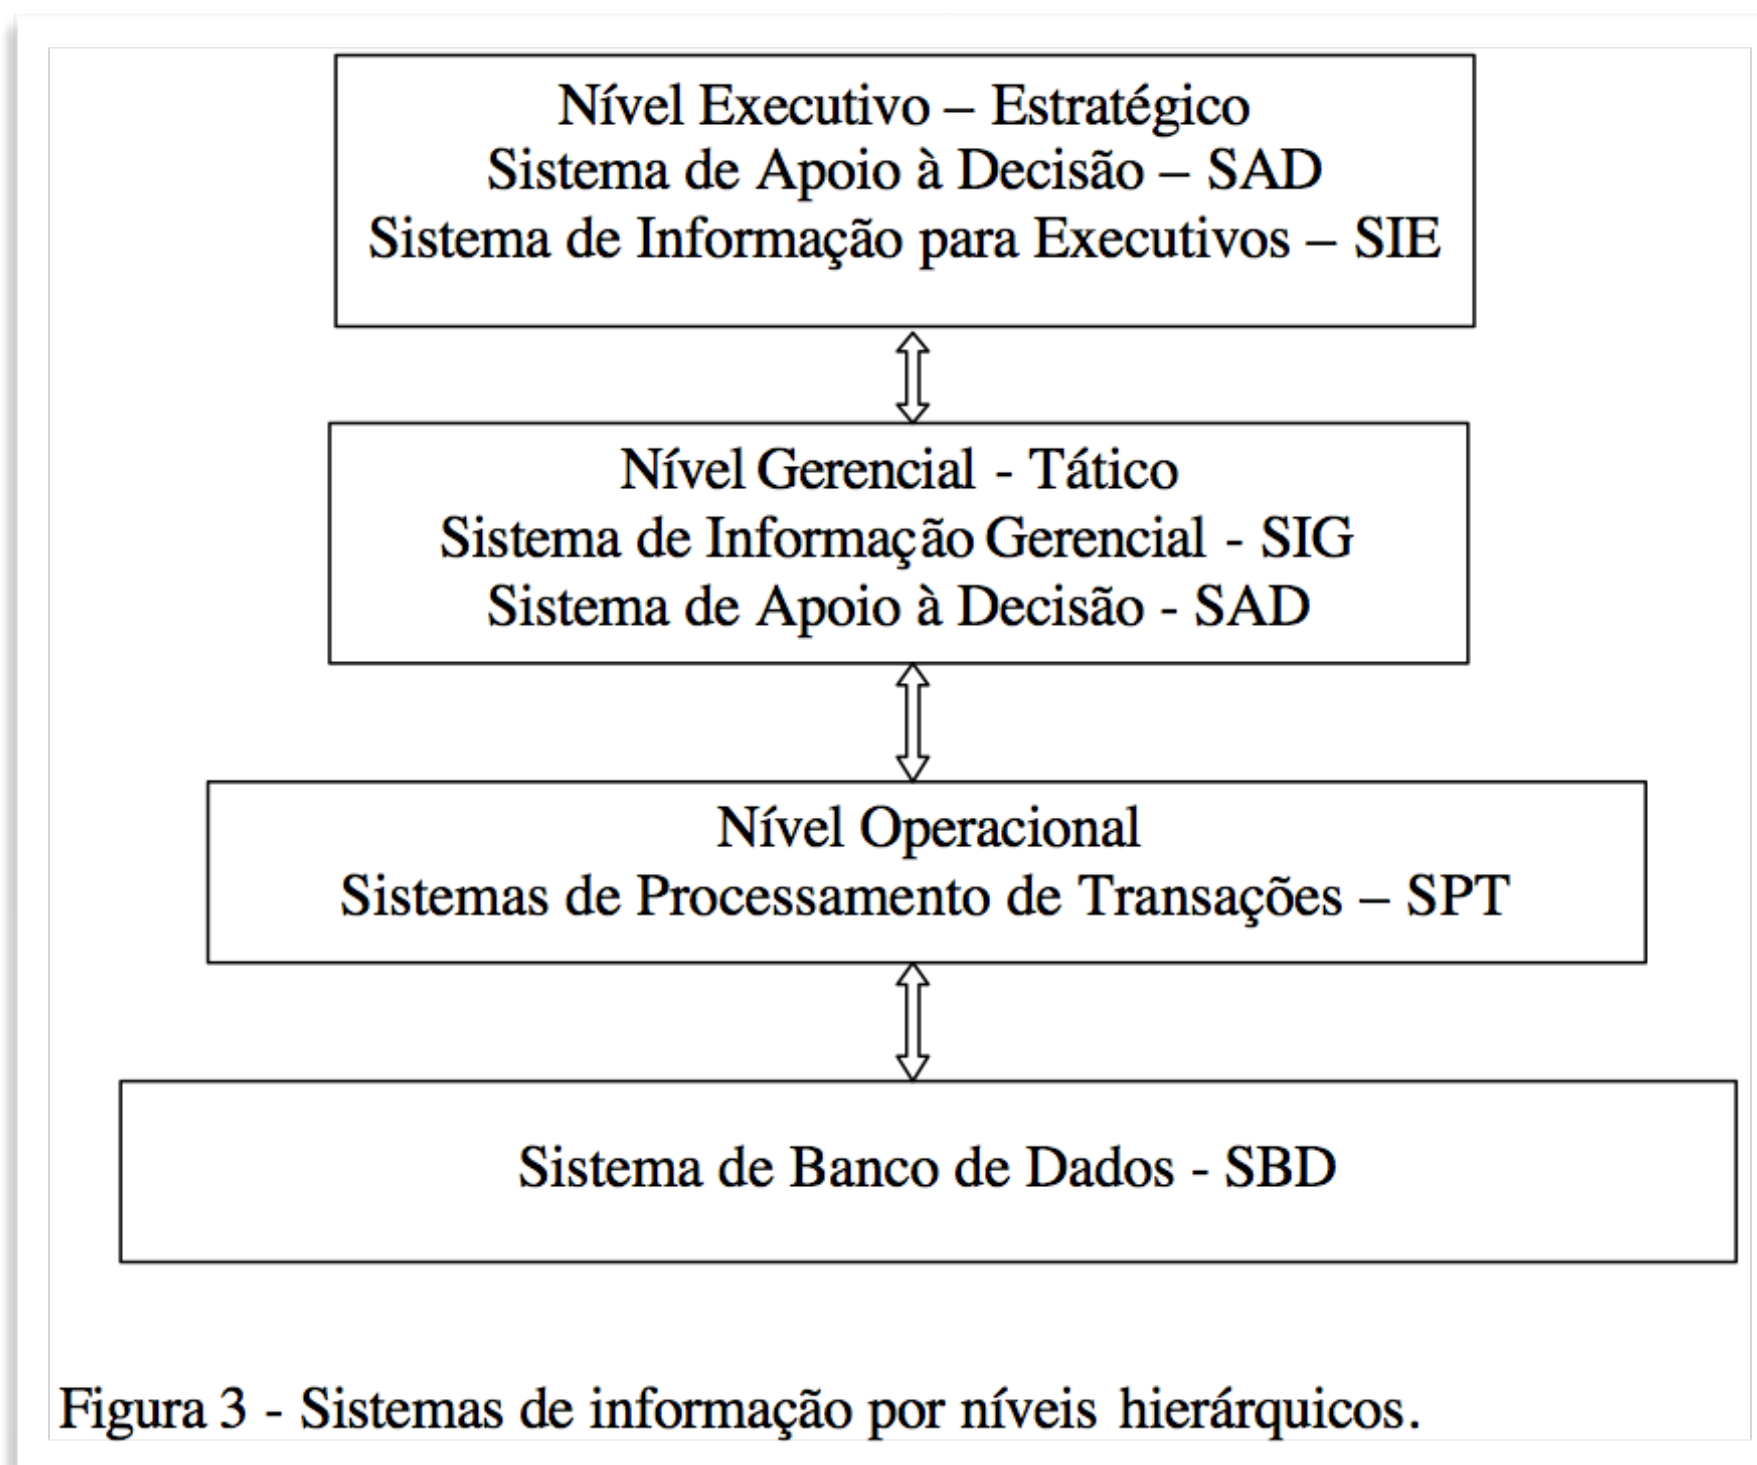 Nível Executivo – Estratégico
Sistema de Apoio à Decisão – SAD
Sistema de Informação para Executivos – SIE
Nível Gerencial - Tático
Sistema de Informação Gerencial - SIG
Sistema de Apoio à Decisão - SAD
Nível Operacional
Sistemas de Processamento de Transações – SPT
Sistema de Banco de Dados - SBD
Figura 3 - Sistemas de informação por níveis hierárquicos.